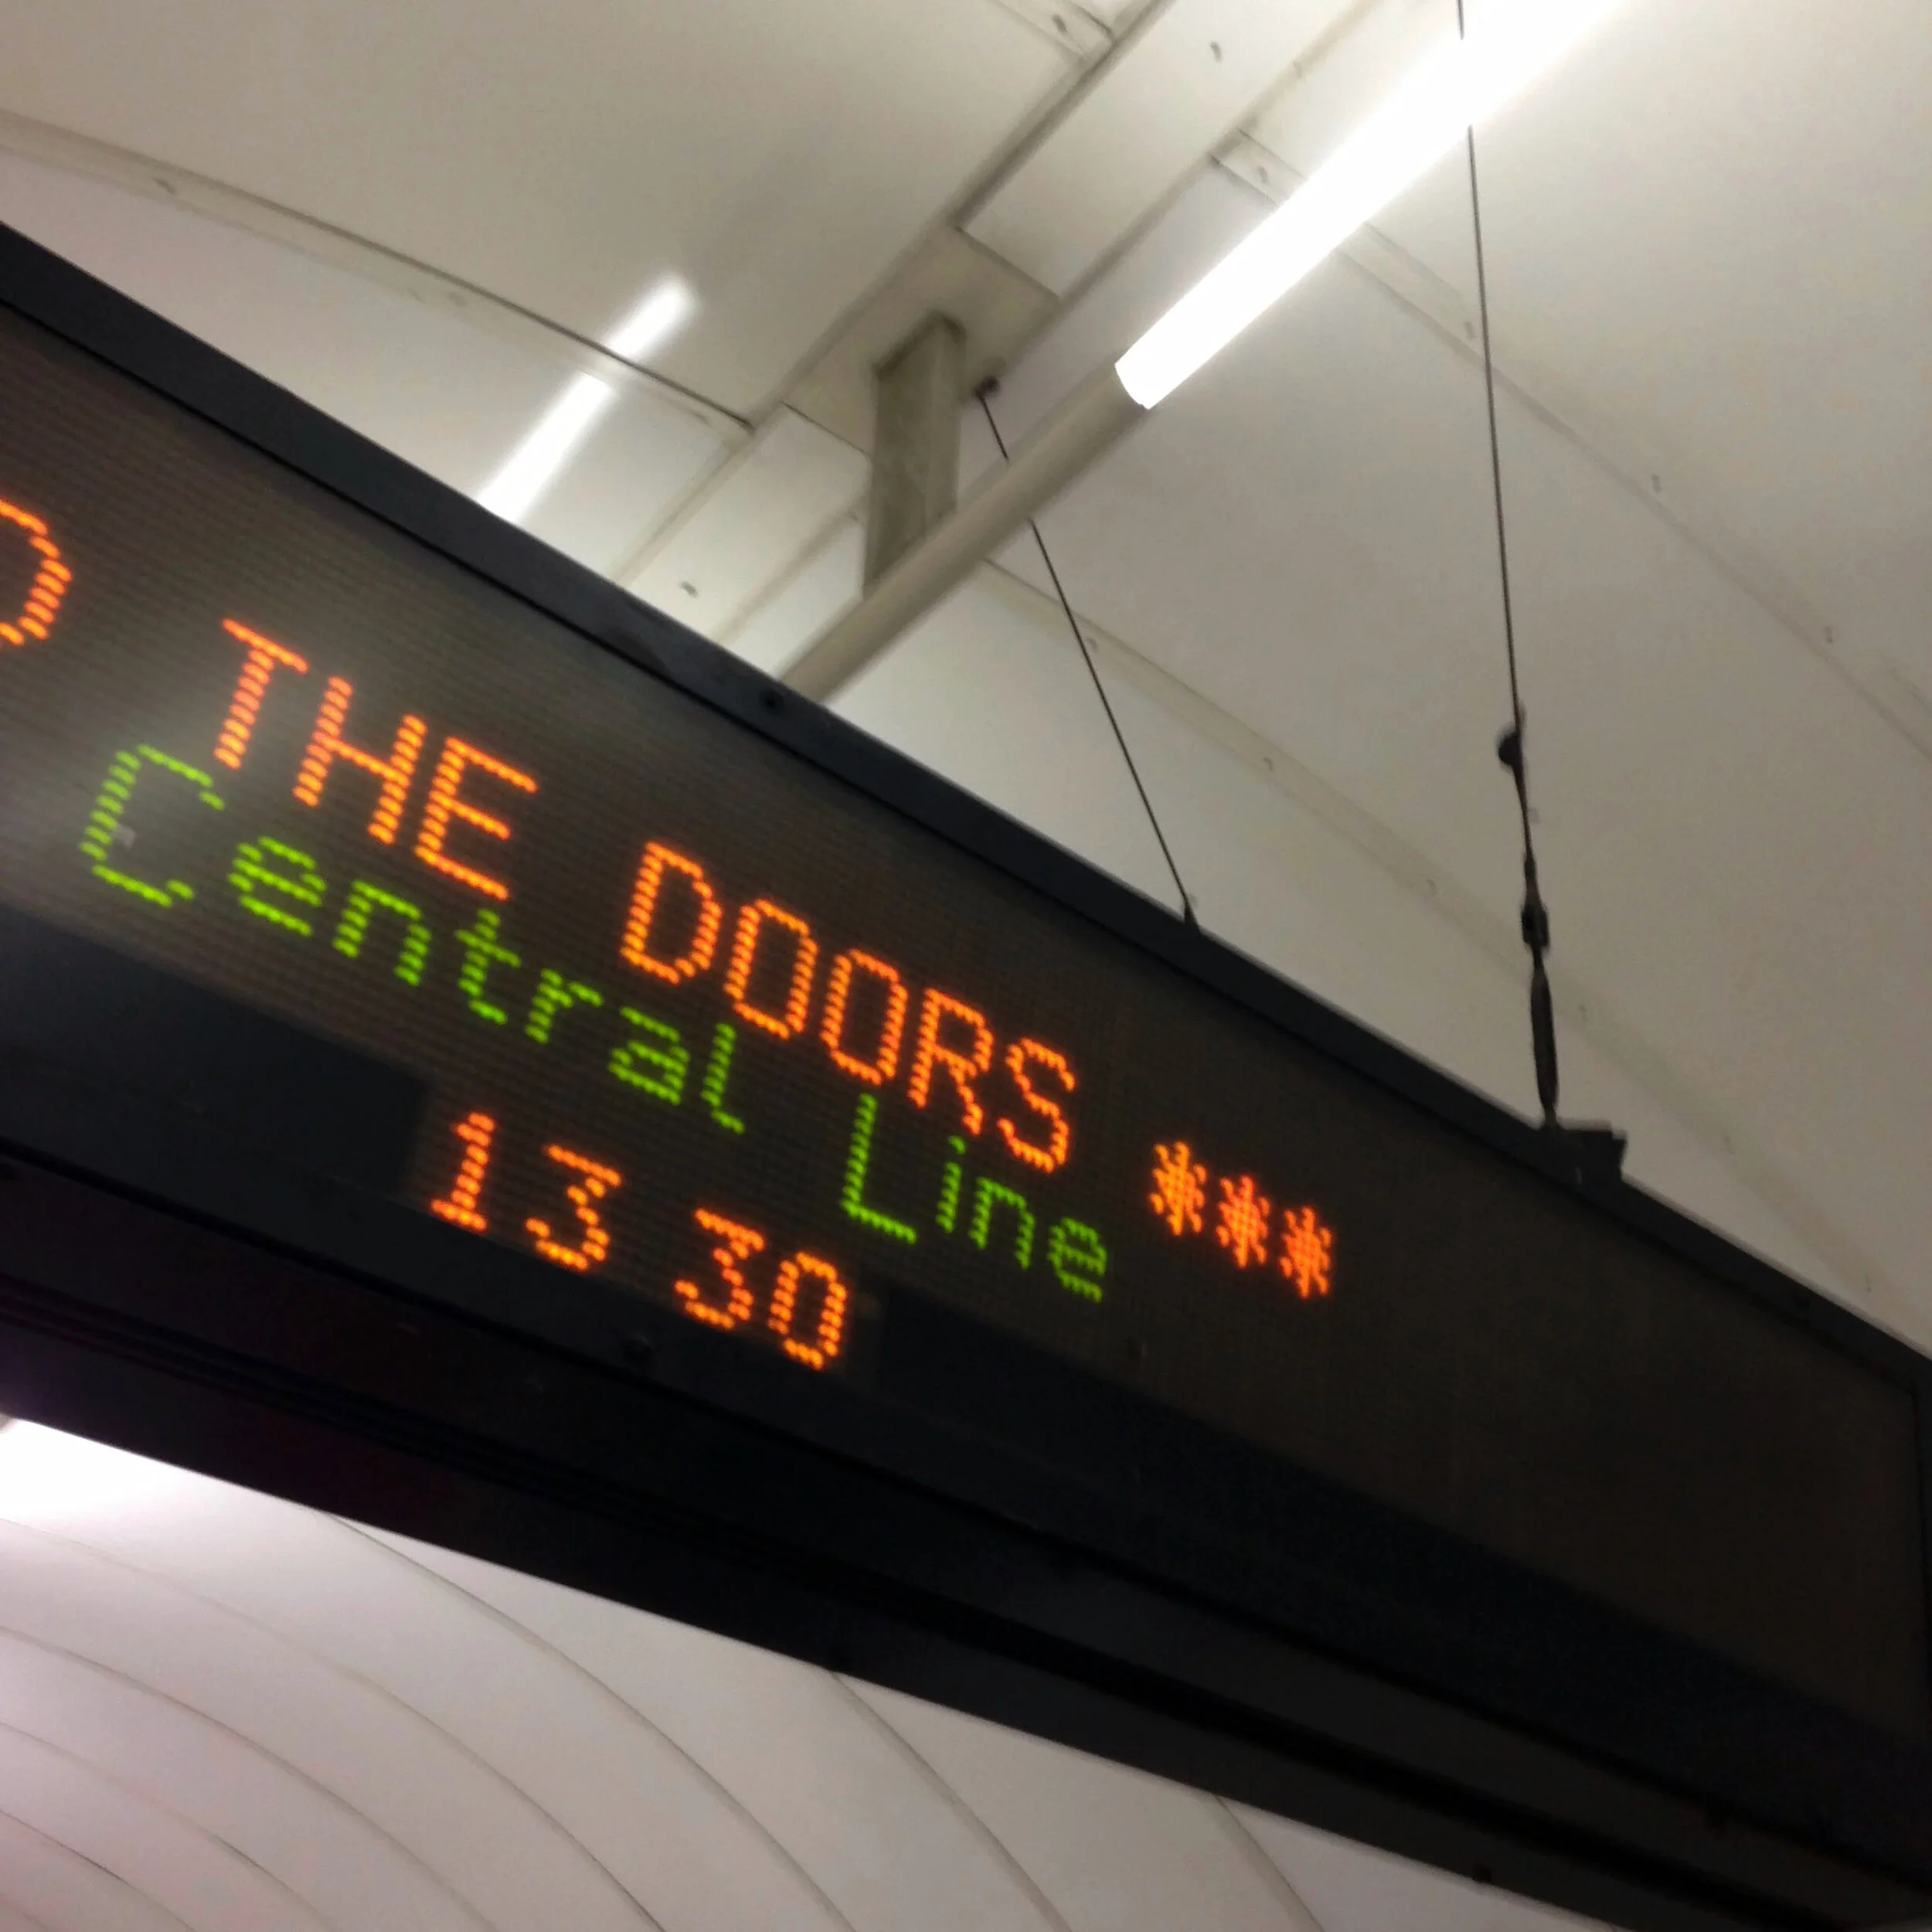 THE DOORS ***
Central Line
13 30